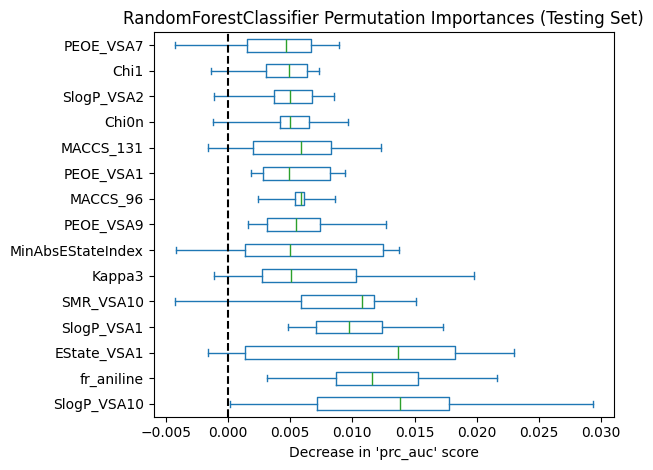 RandomForestClassifier Permutation Importances (Testing Set)
PEOE_VSA7
Chi1
SlogP_VSA2
Chi0n
MACCS_131
PEOE_VSA1
MACCS_96
PEOE_VSA9
MinAbsEStateIndex
Kappa3
SMR_VSA10
SlogP_VSA1
EState_VSA1
fr_aniline
SlogP_VSA10
−0.005 0.000 0.005 0.010 0.015 0.020 0.025 0.030
Decrease in 'prc_auc' score